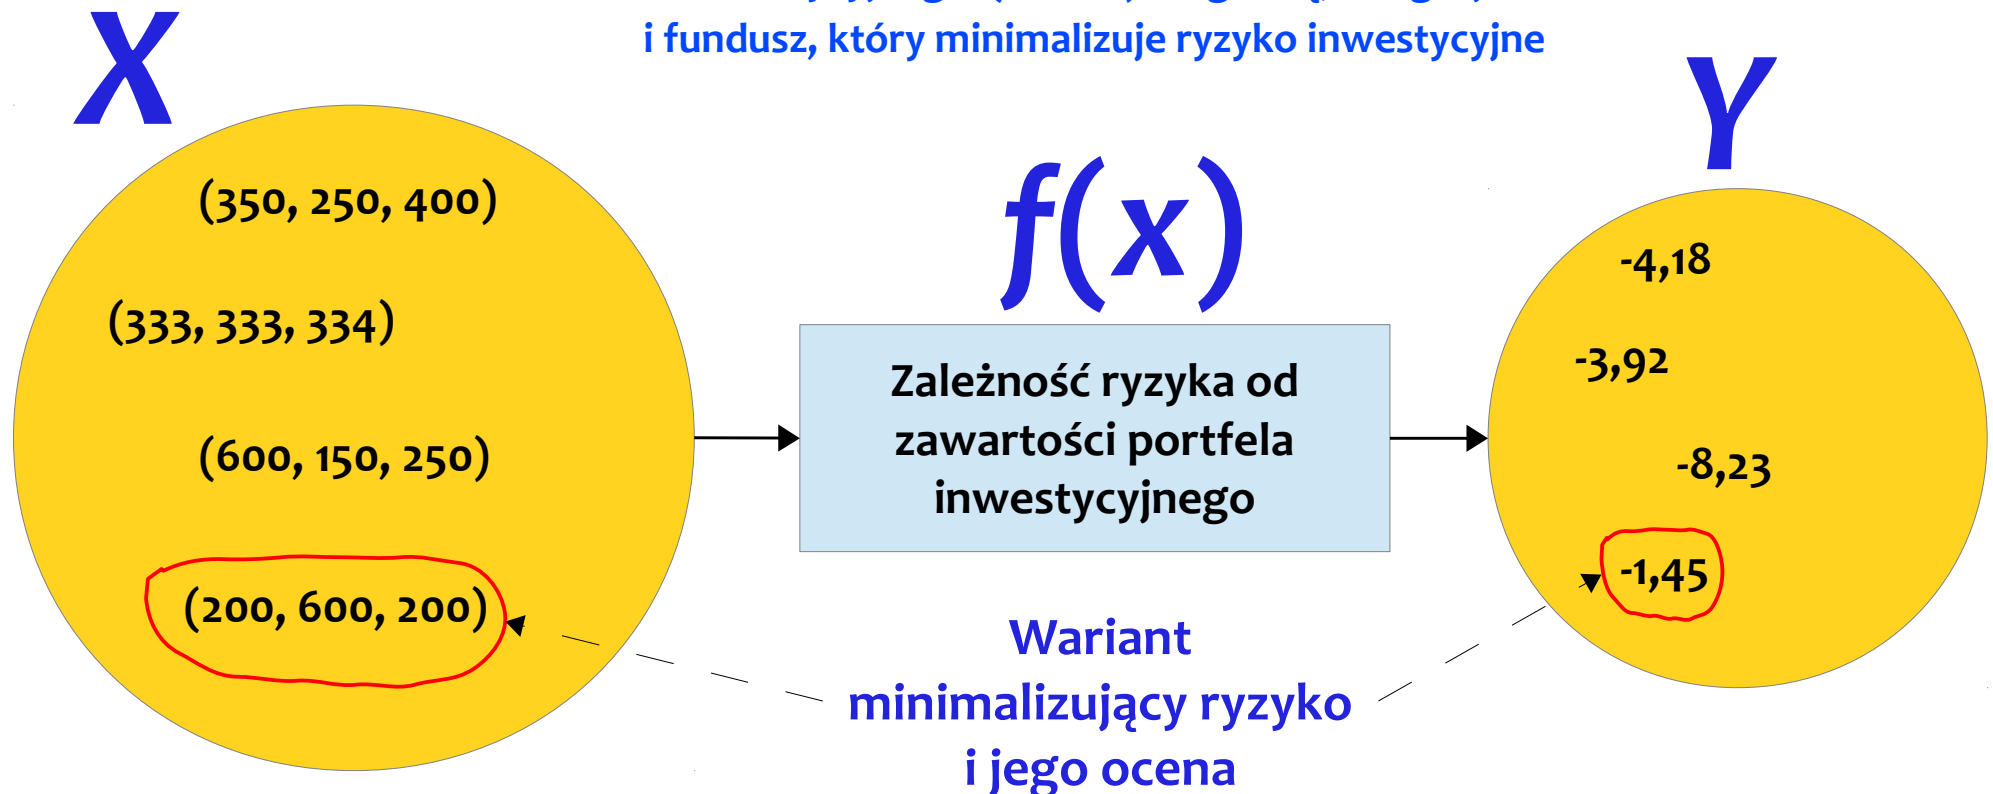 i fundusz, który minimalizuje ryzyko inwestycyjne
X
Y
f(x)
(350, 250, 400)
(333, 333, 334)
(600, 150, 250)
(200, 600, 200)
Zależność ryzyka od
zawartości portfela
inwestycyjnego
-4,18
-3,92
-8,23
-1,45
Wariant
minimalizujący ryzyko
i jego ocena